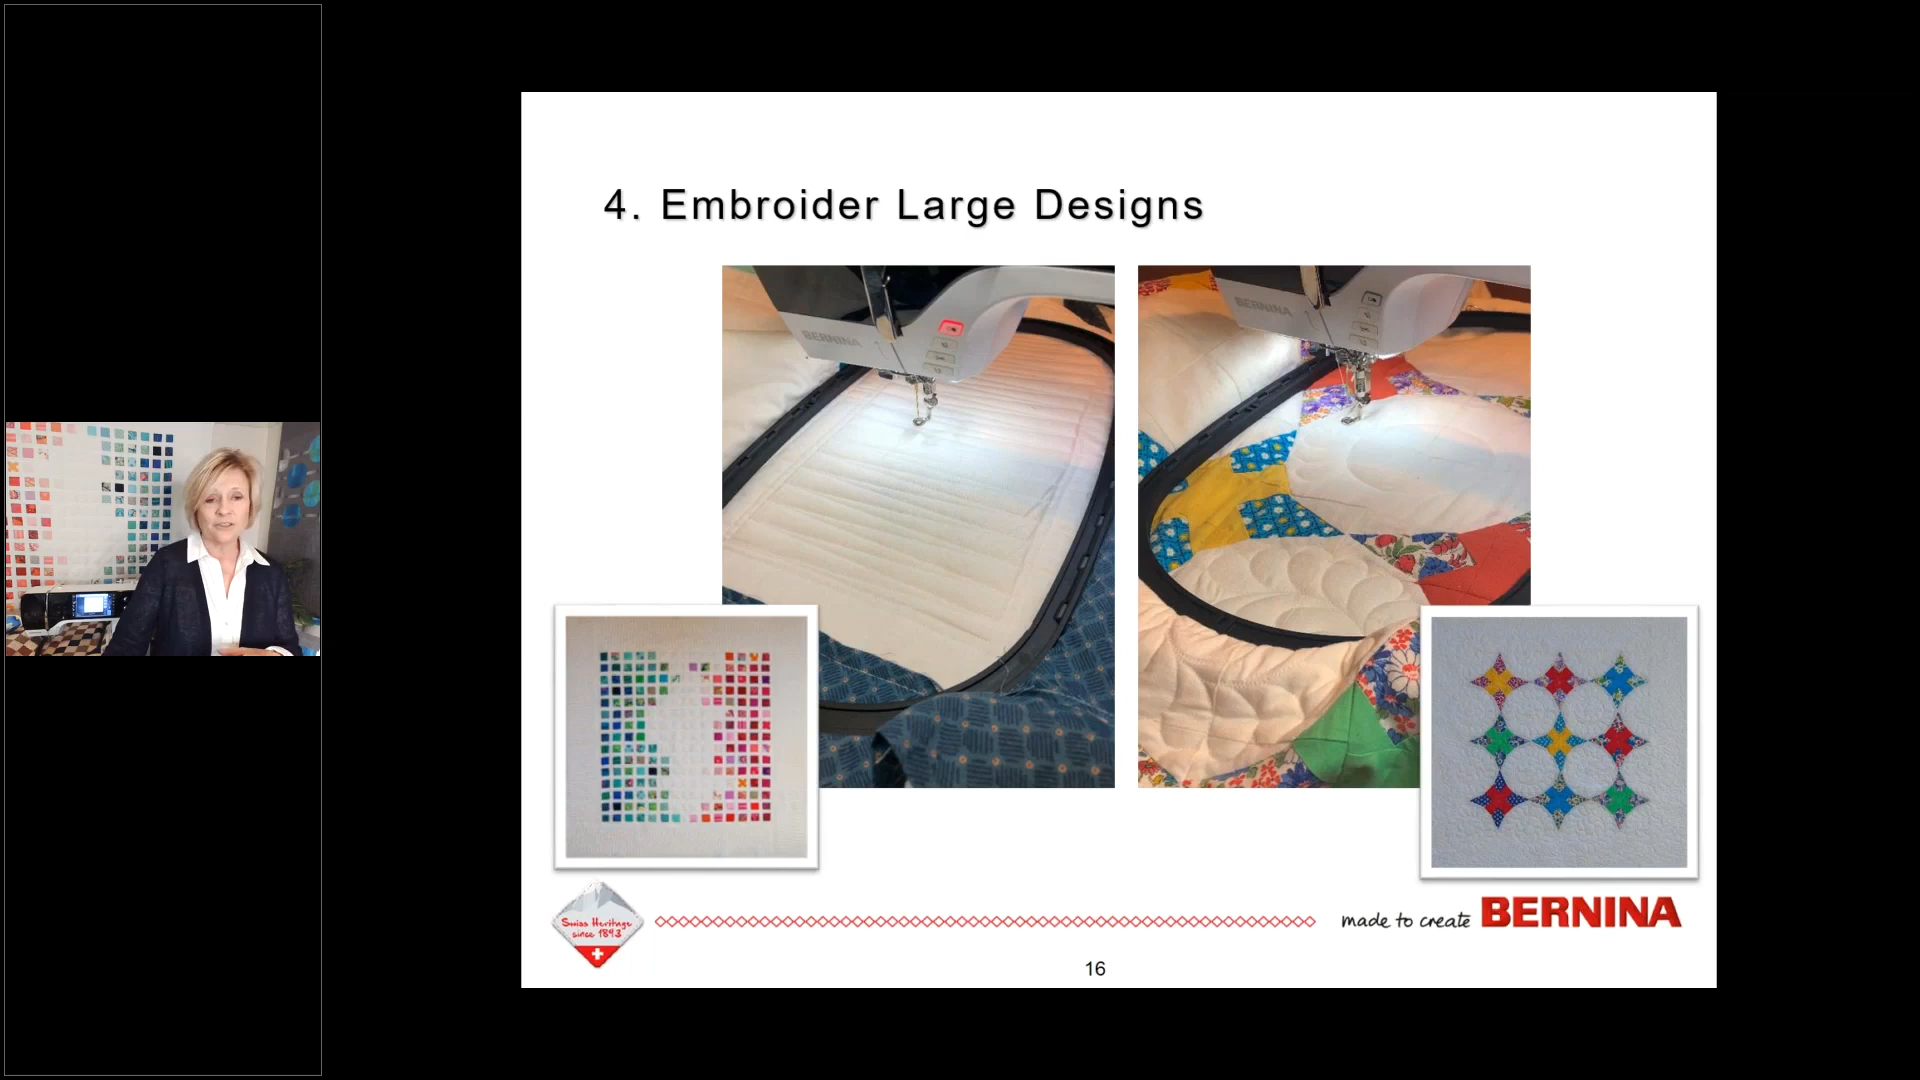 4. Embroider Large Designs
BERNINA
BERNINA
Swiss Heritage
since 1893
made to create BERNINA
16